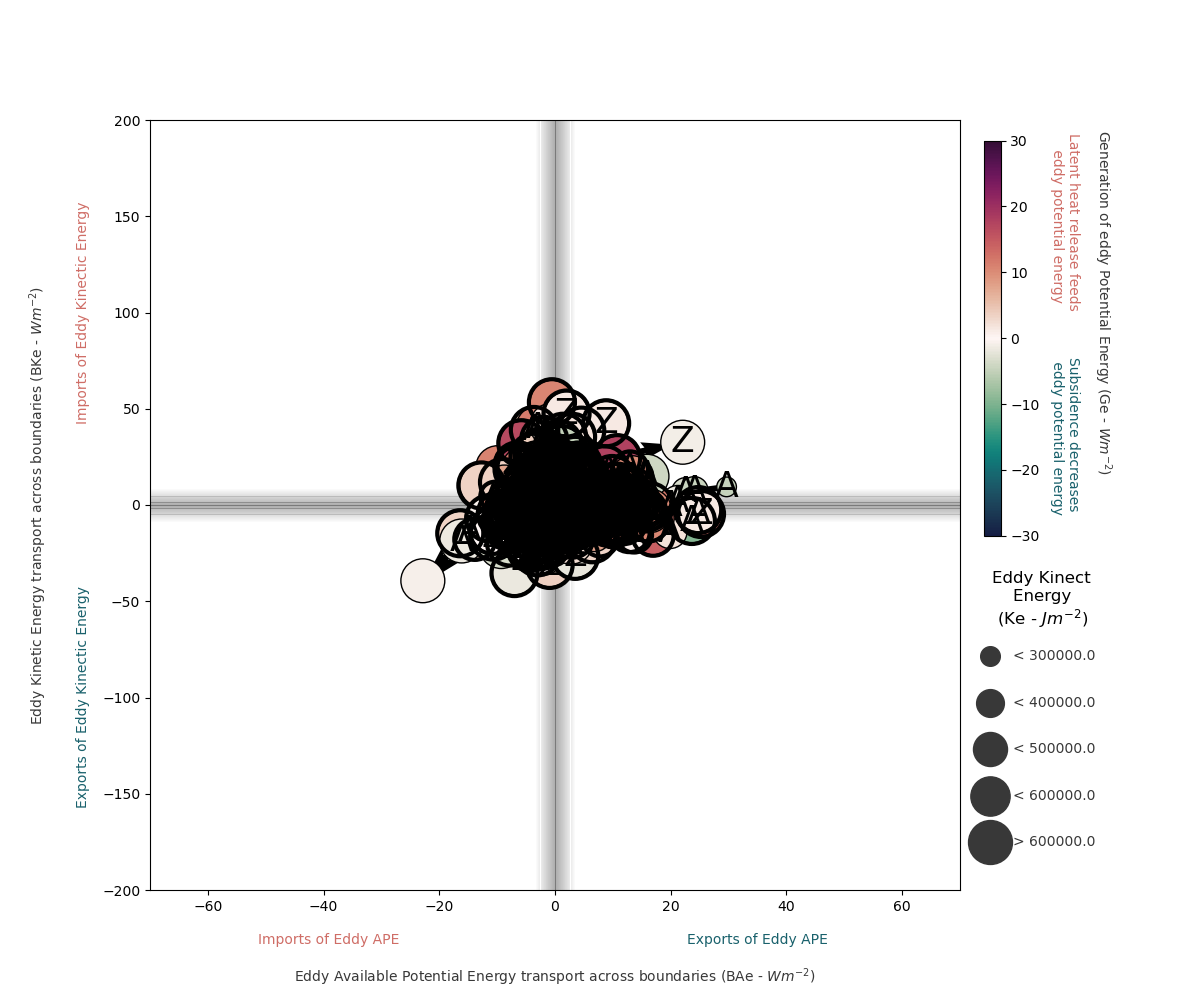 200
150
100
50
0
−50
−100
−150
−200
−60
−40
−20
0
20
40
60
Eddy Kinetic Energy transport across boundaries (BKe - Wm⁻²)
Imports of Eddy Kinectic Energy
Exports of Eddy Kinectic Energy
Imports of Eddy APE
Exports of Eddy APE
Eddy Available Potential Energy transport across boundaries (BAe - Wm⁻²)
Z
Z
Z
A
A
A
30
20
10
0
−10
−20
−30
Latent heat release feeds
eddy potential energy
Subsidence decreases
eddy potential energy
Generation of eddy Potential Energy (Ge - Wm⁻²)
Eddy Kinect
Energy
(Ke - Jm⁻²)
< 300000.0
< 400000.0
< 500000.0
< 600000.0
> 600000.0